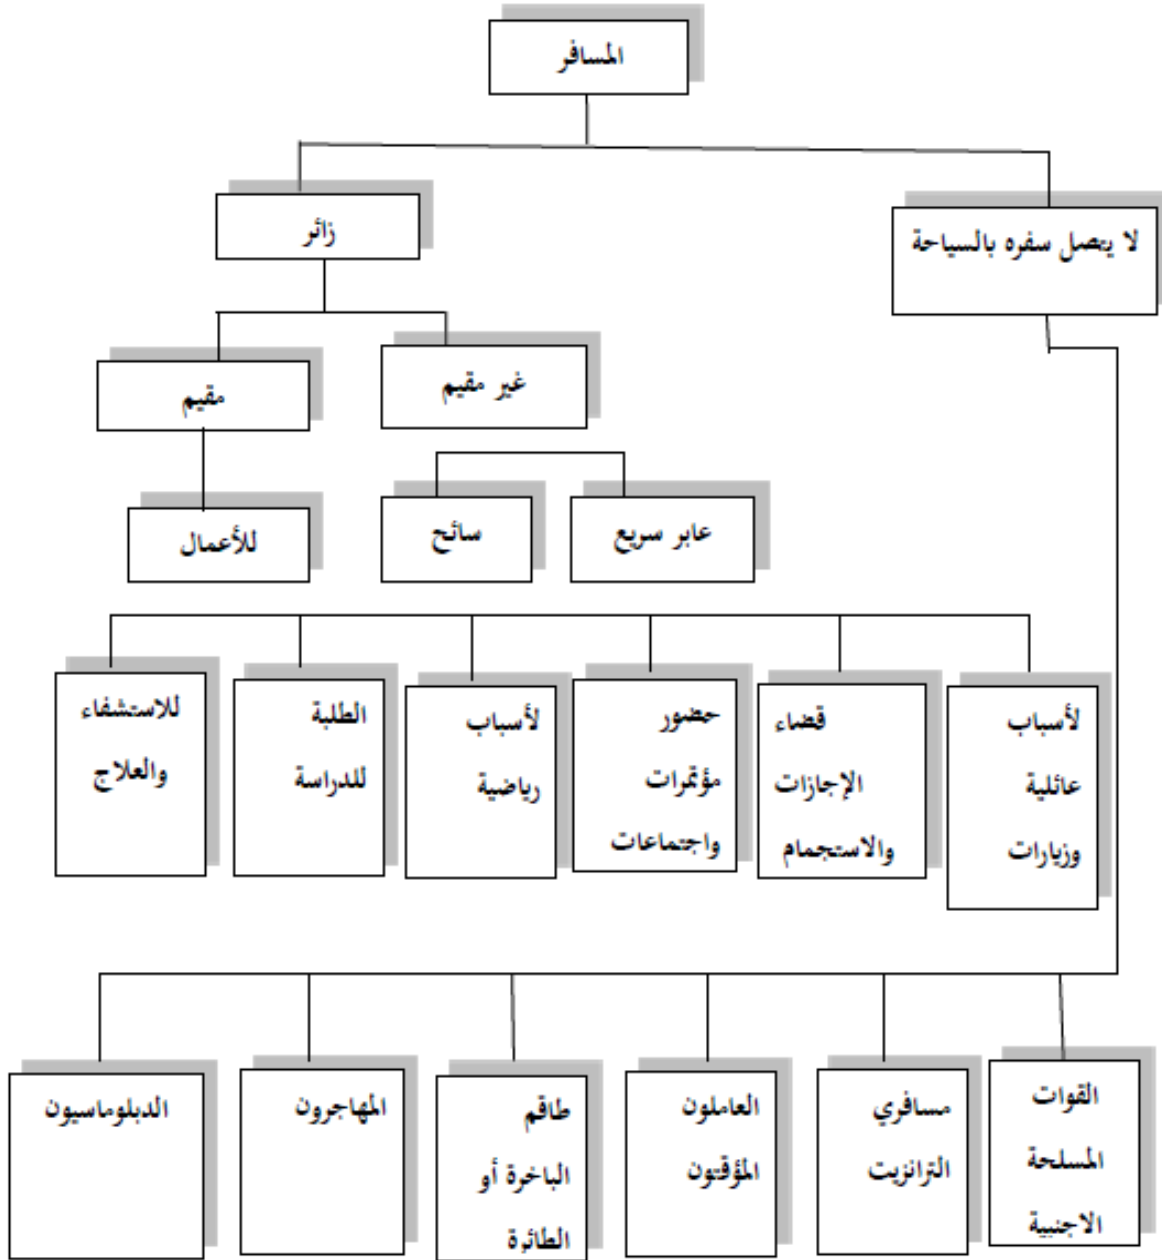 المسافر
لا يتصل سفره بالسياحة
زائر
غير مقيم
مقيم
عابر سريع
سائح
للأعمال
لأسباب
عائلية
وزيارات
قضاء
الإجازات
والاستجمام
حضور
مؤتمرات
واجتماعات
لأسباب
رياضية
الطلبة
للدراسة
للاستشفاء
والعلاج
القوات
المسلحة
الاجنبية
مسافري
الترانزيت
العاملون
المؤقتون
طاقم
الباخرة أو
الطائرة
المهاجرون
الدبلوماسيون